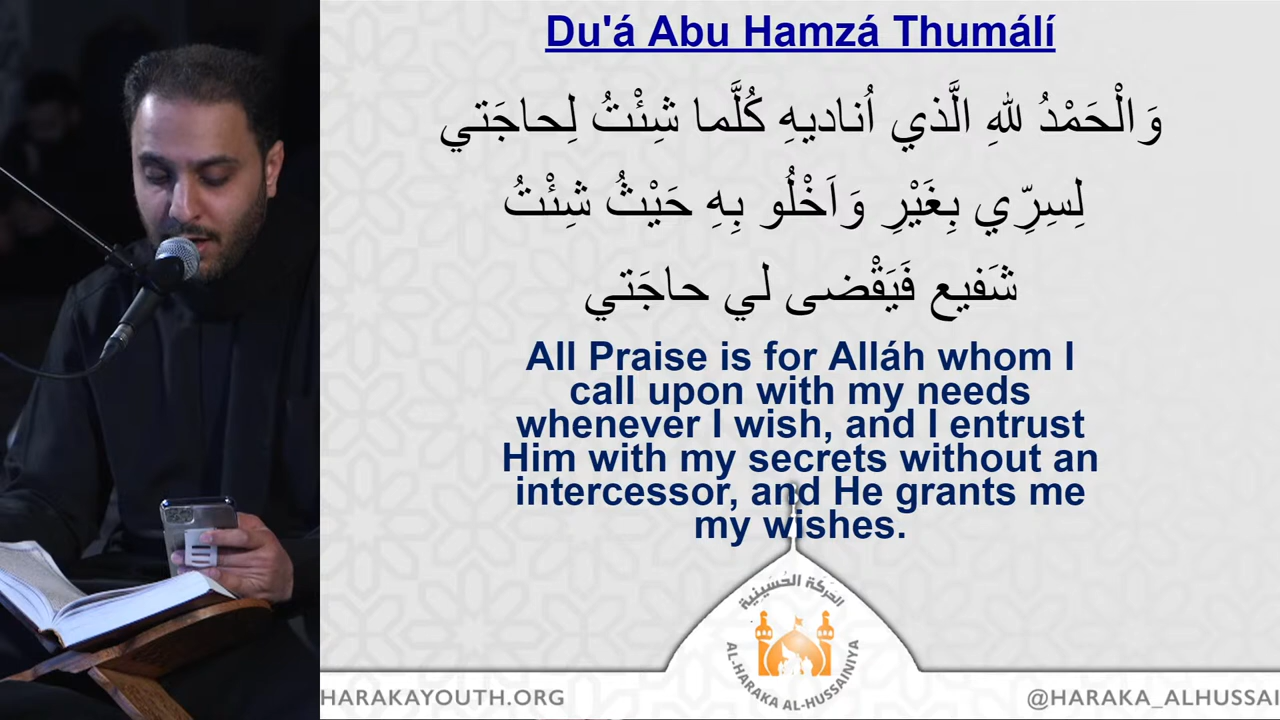 Du'á Abu Hamzá Thumálí
وَالْحَمْدُ للهِ الَّذي اُناديهِ كُلَّما شِئْتُ لِحاجَتي
لِسِرِّي بِغَيْرِ وَاَخْلُو بِهِ حَيْثُ شِئْتُ
شَفيع فَيَقْضى لي حاجَتي
All Praise is for Alláh whom I
call upon with my needs
whenever I wish, and I entrust
Him with my secrets without an
intercessor, and He grants me
my wishes.
الحركة الحسينية
AL-HARAKA AL-HUSSAINIYA
HARAKAYOUTH.ORG
@HARAKA_ALHUSSAI